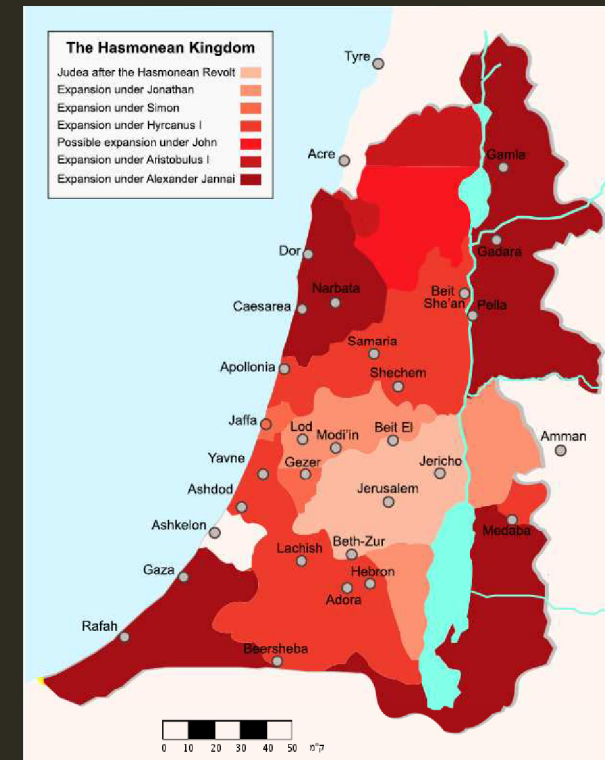 The Hasmonean Kingdom
Judea after the Hasmonean Revolt
Expansion under Jonathan
Expansion under Simon
Expansion under Hyrcanus I
Possible expansion under John
Expansion under Aristobulus I
Expansion under Alexander Jannai
Tyre
Acre
Gamla
Dor
Gadara
Narbata
Beit
She'an
Caesarea
Pella
Samaria
Apollonia
Shechem
Jaffa
Lod
Modi'in
Beit El
Amman
Yavne
Gezer
Jericho
Ashdod
Jerusalem
Ashkelon
Medaba
Lachish
Beth-Zur
Gaza
Hebron
Adora
Rafah
Beersheba
0 10 20 30 40 50 ק"מ